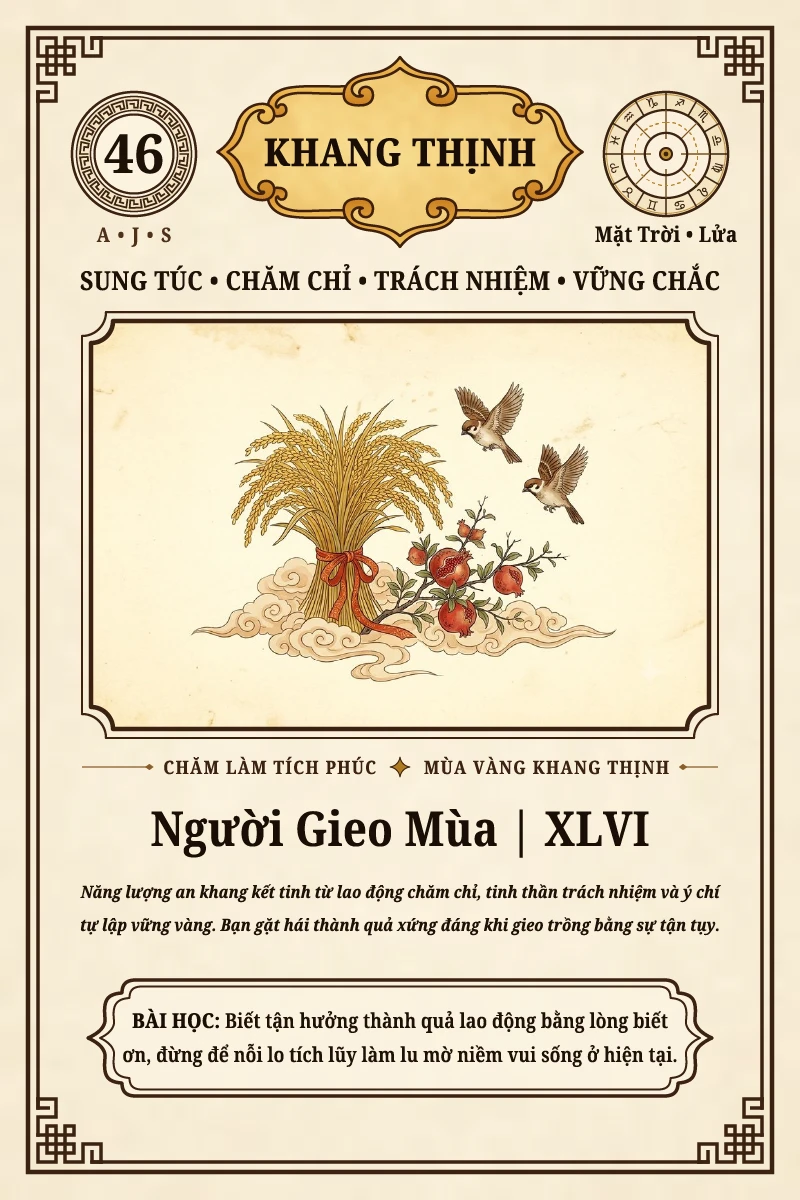 46
KHANG THỊNH
A • J • S
Mặt Trời • Lửa
SUNG TÚC • CHĂM CHỈ • TRÁCH NHIỆM • VỮNG CHẮC
CHĂM LÀM TÍCH PHÚC ✦ MÙA VÀNG KHANG THỊNH
Người Gieo Mùa | XLVI
Năng lượng an khang kết tinh từ lao động chăm chỉ, tinh thần trách nhiệm và ý chí
tự lập vững vàng. Bạn gặt hái thành quả xứng đáng khi gieo trồng bằng sự tận tụy.
BÀI HỌC: Biết tận hưởng thành quả lao động bằng lòng biết
ơn, đừng để nỗi lo tích lũy làm lu mờ niềm vui sống ở hiện tại.